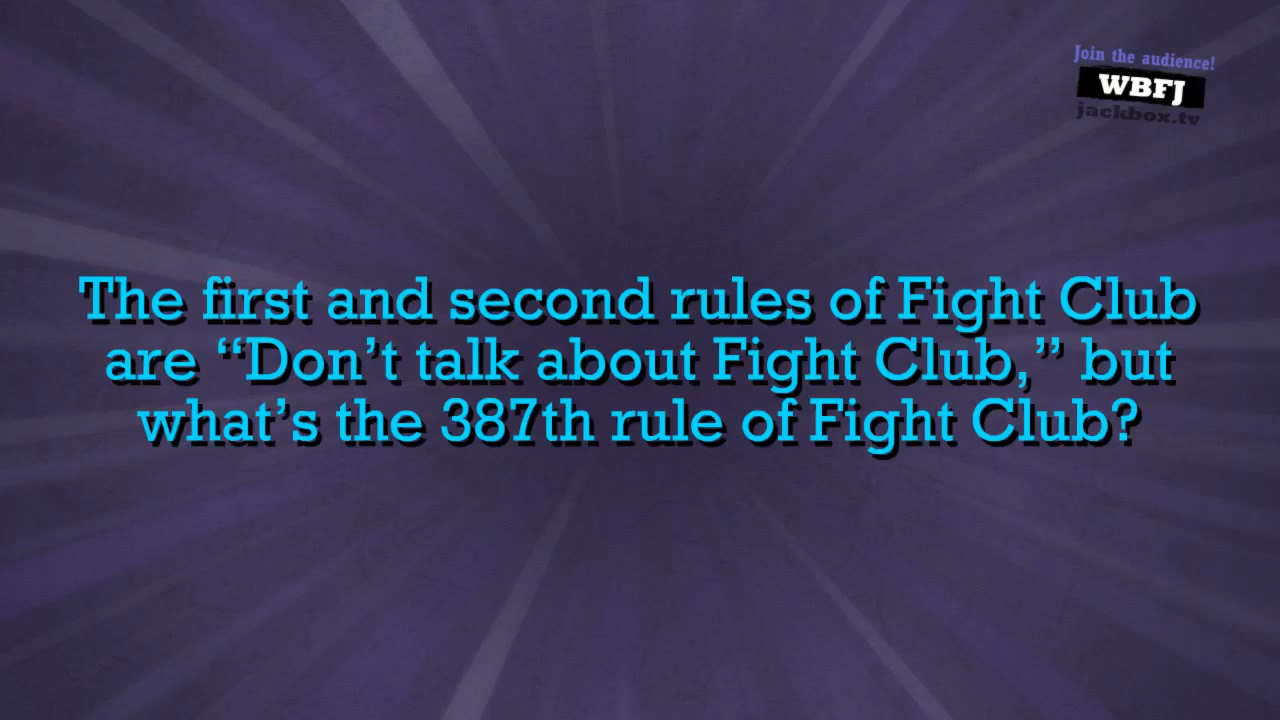 Join the audience!
WBFJ
jackbox.tv
The first and second rules of Fight Club
are “Don’t talk about Fight Club,” but
what’s the 387th rule of Fight Club?